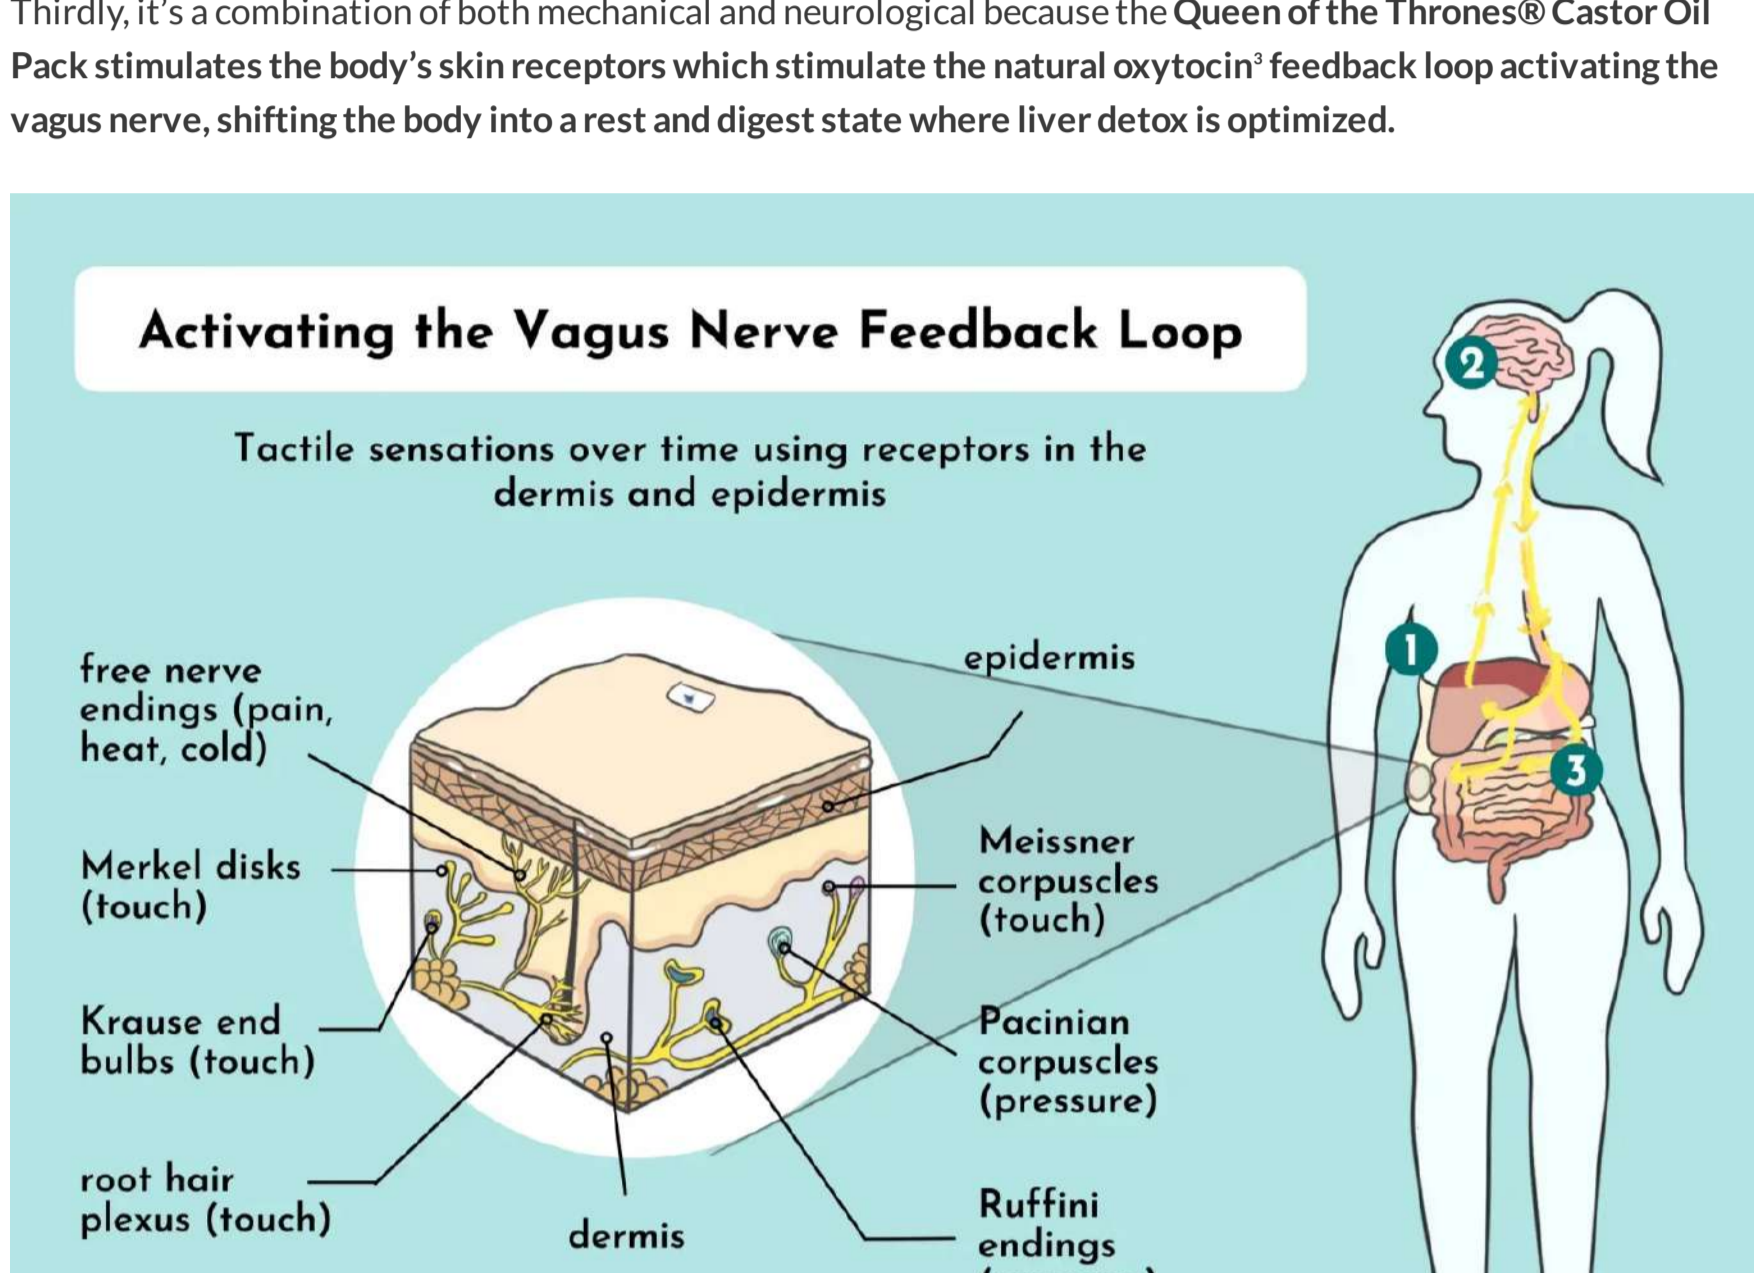 Thirdly, it's a combination of both mechanical and neurological because the Queen of the Thrones® Castor Oil
Pack stimulates the body's skin receptors which stimulate the natural oxytocin³ feedback loop activating the
vagus nerve, shifting the body into a rest and digest state where liver detox is optimized.
Activating the Vagus Nerve Feedback Loop
Tactile sensations over time using receptors in the
dermis and epidermis
free nerve
endings (pain,
heat, cold)
Merkel disks
(touch)
Krause end
bulbs (touch)
root hair
plexus (touch)
dermis
epidermis
Meissner
corpuscles
(touch)
Pacinian
corpuscles
(pressure)
Ruffini
endings
2
1
3